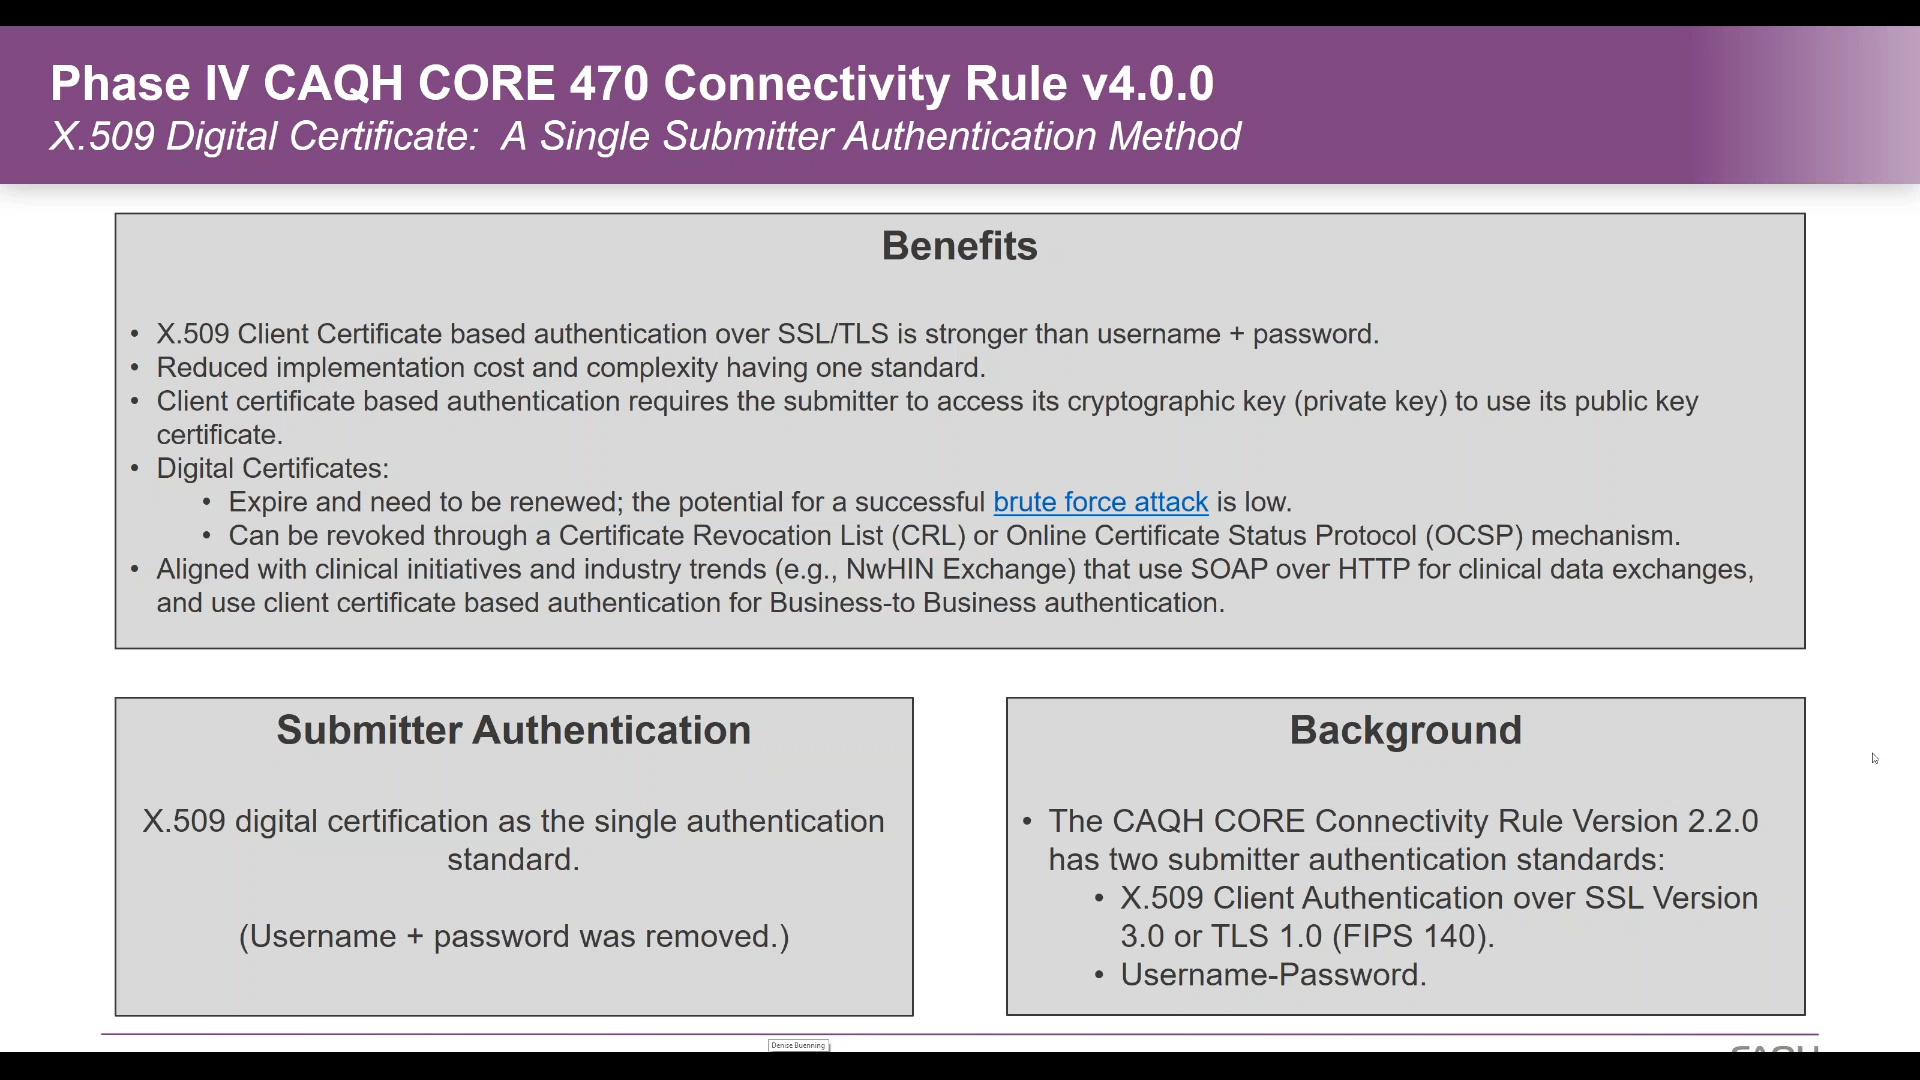 Phase IV CAQH CORE 470 Connectivity Rule v4.0.0
X.509 Digital Certificate: A Single Submitter Authentication Method
Benefits
• X.509 Client Certificate based authentication over SSL/TLS is stronger than username + password.
• Reduced implementation cost and complexity having one standard.
• Client certificate based authentication requires the submitter to access its cryptographic key (private key) to use its public key
certificate.
• Digital Certificates:
• Expire and need to be renewed; the potential for a successful brute force attack is low.
• Can be revoked through a Certificate Revocation List (CRL) or Online Certificate Status Protocol (OCSP) mechanism.
• Aligned with clinical initiatives and industry trends (e.g., NwHIN Exchange) that use SOAP over HTTP for clinical data exchanges,
and use client certificate based authentication for Business-to Business authentication.
Submitter Authentication
X.509 digital certification as the single authentication
standard.
(Username + password was removed.)
Background
• The CAQH CORE Connectivity Rule Version 2.2.0
has two submitter authentication standards:
• X.509 Client Authentication over SSL Version
3.0 or TLS 1.0 (FIPS 140).
• Username-Password.
Denise Buenning
CAQH